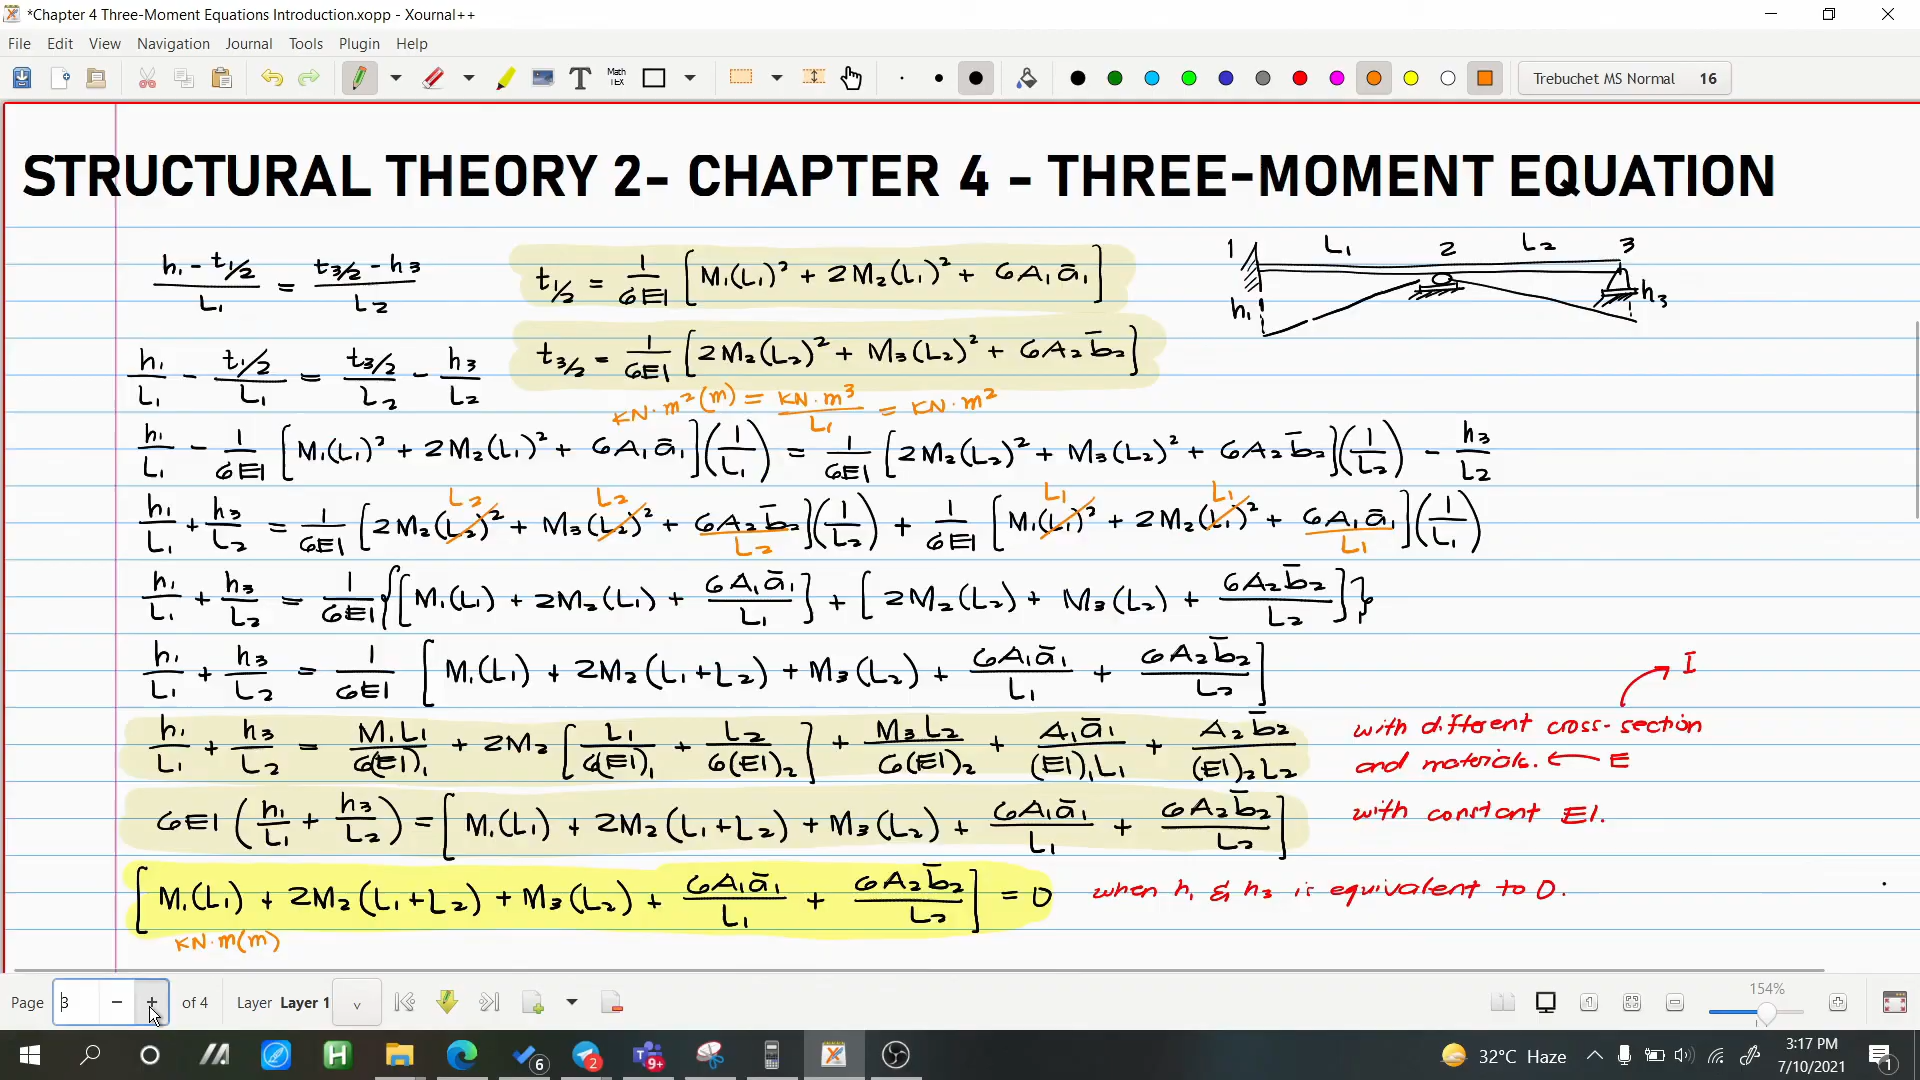 *Chapter 4 Three-Moment Equations Introduction.xopp - Xournal++
File Edit View Navigation Journal Tools Plugin Help
Math TEX
Trebuchet MS Normal 16
STRUCTURAL THEORY 2- CHAPTER 4 - THREE-MOMENT EQUATION
(h₁ - t₁/₂)/L₁ = (t₃/₂ - h₃)/L₂
t₁/₂ = 1/6EI [M₁(L₁)² + 2M₂(L₁)² + 6A₁ā₁]
1 L₁ 2 L₂ 3
h₁ h₃
t₃/₂ = 1/6EI [2M₂(L₂)² + M₃(L₂)² + 6A₂b̄₂]
h₁/L₁ - t₁/₂/L₁ = t₃/₂/L₂ - h₃/L₂
KN·m²(m) = KN·m³/L₁ = KN·m²
h₁/L₁ - 1/6EI [M₁(L₁)² + 2M₂(L₁)² + 6A₁ā₁](1/L₁) = 1/6EI [2M₂(L₂)² + M₃(L₂)² + 6A₂b̄₂](1/L₂) - h₃/L₂
L₂ L₂ L₁ L₁
h₁/L₁ + h₃/L₂ = 1/6EI [2M₂(L₂)² + M₃(L₂)² + 6A₂b̄₂/L₂](1/L₂) + 1/6EI [M₁(L₁)² + 2M₂(L₁)² + 6A₁ā₁/L₁](1/L₁)
h₁/L₁ + h₃/L₂ = 1/6EI {[M₁(L₁) + 2M₂(L₁) + 6A₁ā₁/L₁] + [2M₂(L₂) + M₃(L₂) + 6A₂b̄₂/L₂]}
h₁/L₁ + h₃/L₂ = 1/6EI [M₁(L₁) + 2M₂(L₁+L₂) + M₃(L₂) + 6A₁ā₁/L₁ + 6A₂b̄₂/L₂]
I
h₁/L₁ + h₃/L₂ = M₁L₁/6(EI)₁ + 2M₂ [L₁/6(EI)₁ + L₂/6(EI)₂] + M₃L₂/6(EI)₂ + A₁ā₁/(EI)₁L₁ + A₂b̄₂/(EI)₂L₂
with different cross-section
and materials. E
6EI (h₁/L₁ + h₃/L₂) = [M₁(L₁) + 2M₂(L₁+L₂) + M₃(L₂) + 6A₁ā₁/L₁ + 6A₂b̄₂/L₂]
with constant EI.
[M₁(L₁) + 2M₂(L₁+L₂) + M₃(L₂) + 6A₁ā₁/L₁ + 6A₂b̄₂/L₂] = 0
when h₁ & h₃ is equivalent to 0.
KN·m(m)
Page 3 of 4 Layer Layer 1 154%
6 2 9+ 32°C Haze 3:17 PM
7/10/2021 1